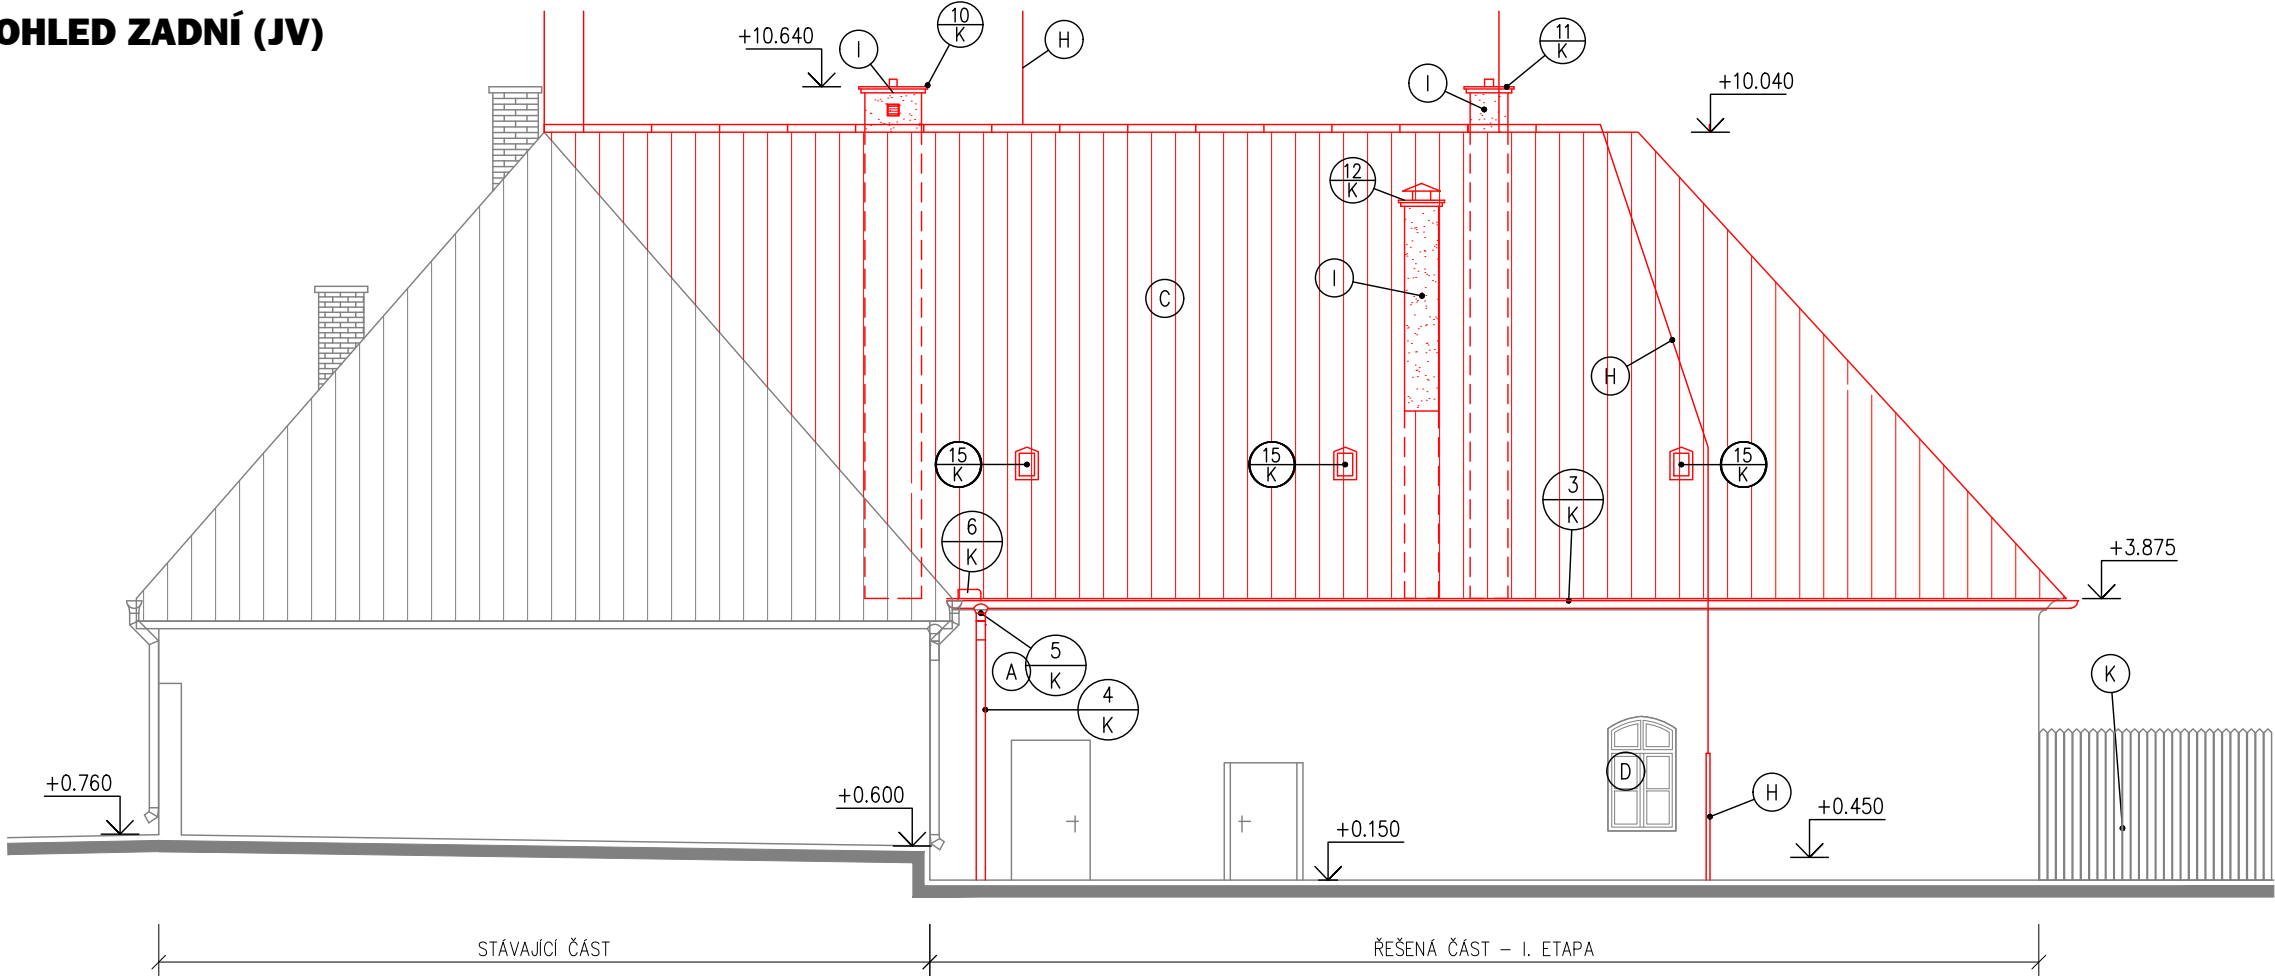 OHLED ZADNÍ (JV)
10
K
+10.640
I
H
11
K
I
+10.040
12
K
I
C
H
15
K
15
K
15
K
3
K
6
K
+3.875
A
5
K
4
K
K
D
H
+0.760
+0.600
+0.150
+0.450
STÁVAJÍCÍ ČÁST
ŘEŠENÁ ČÁST – I. ETAPA